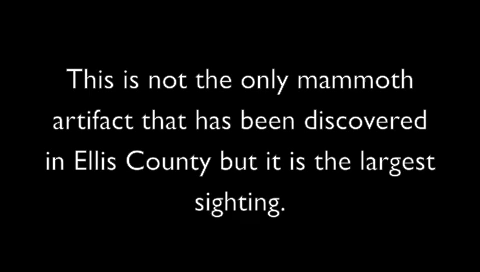 This is not the only mammoth
artifact that has been discovered
in Ellis County but it is the largest
sighting.